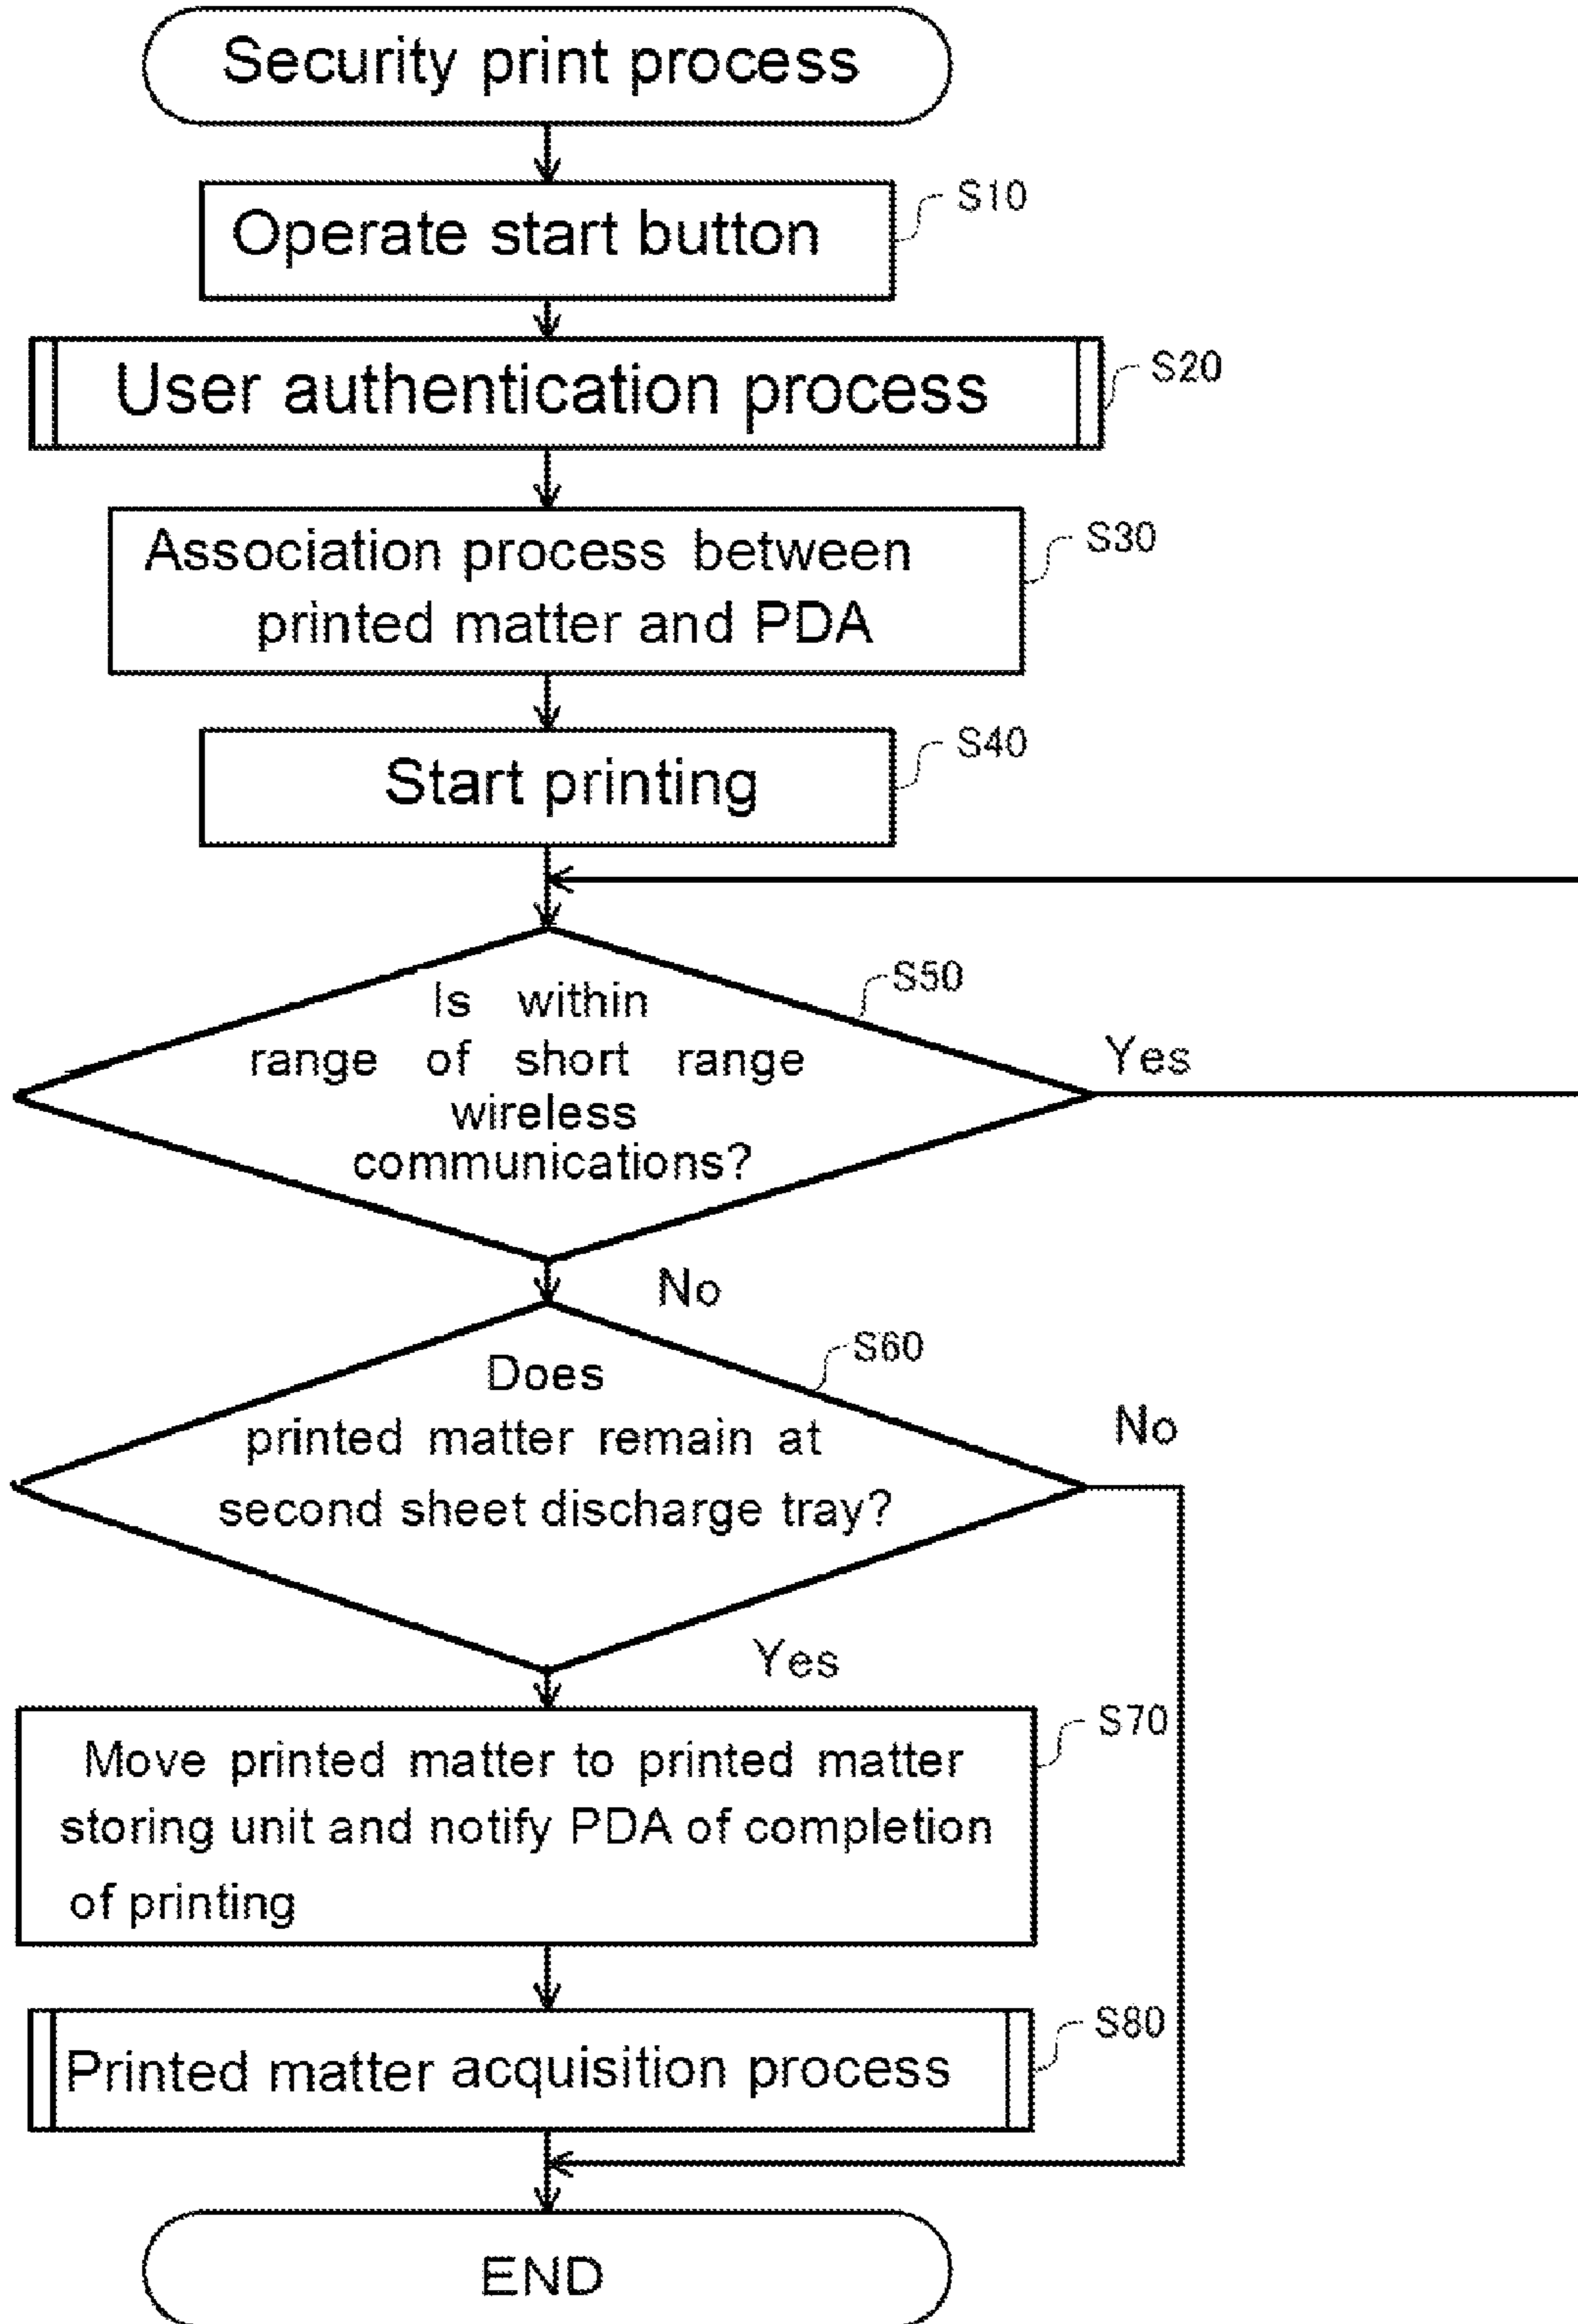 Security print process
Operate start button
S10
User authentication process
S20
Association process between
printed matter and PDA
S30
Start printing
S40
Is within
range of short range
wireless
communications?
S50
Yes
No
Does
printed matter remain at
second sheet discharge tray?
S60
No
Yes
Move printed matter to printed matter
storing unit and notify PDA of completion
of printing
S70
Printed matter acquisition process
S80
END